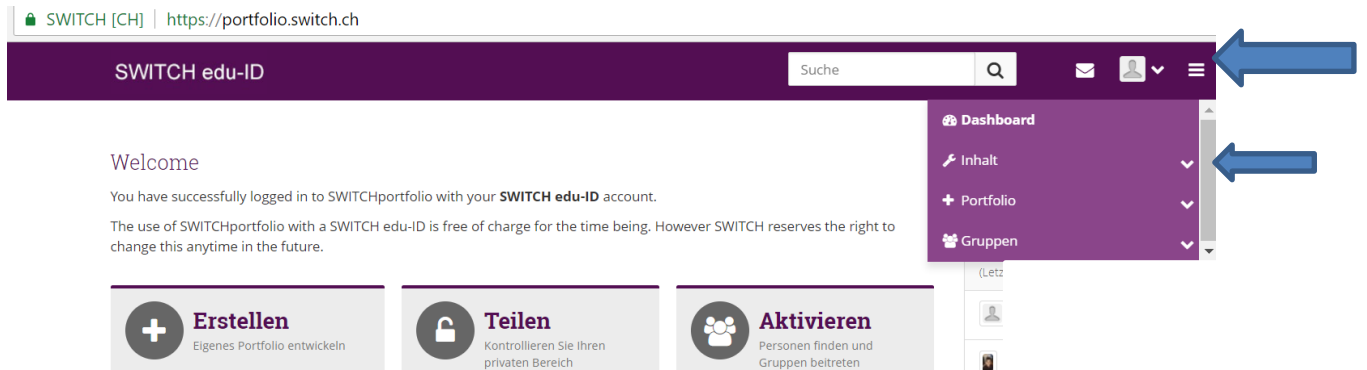 SWITCH [CH] | https://portfolio.switch.ch
SWITCH edu-ID
Suche
Dashboard
Inhalt
Portfolio
Gruppen
Welcome
You have successfully logged in to SWITCHportfolio with your SWITCH edu-ID account.
The use of SWITCHportfolio with a SWITCH edu-ID is free of charge for the time being. However SWITCH reserves the right to
change this anytime in the future.
(Letz
Erstellen
Eigenes Portfolio entwickeln
Teilen
Kontrollieren Sie Ihren
privaten Bereich
Aktivieren
Personen finden und
Gruppen beitreten